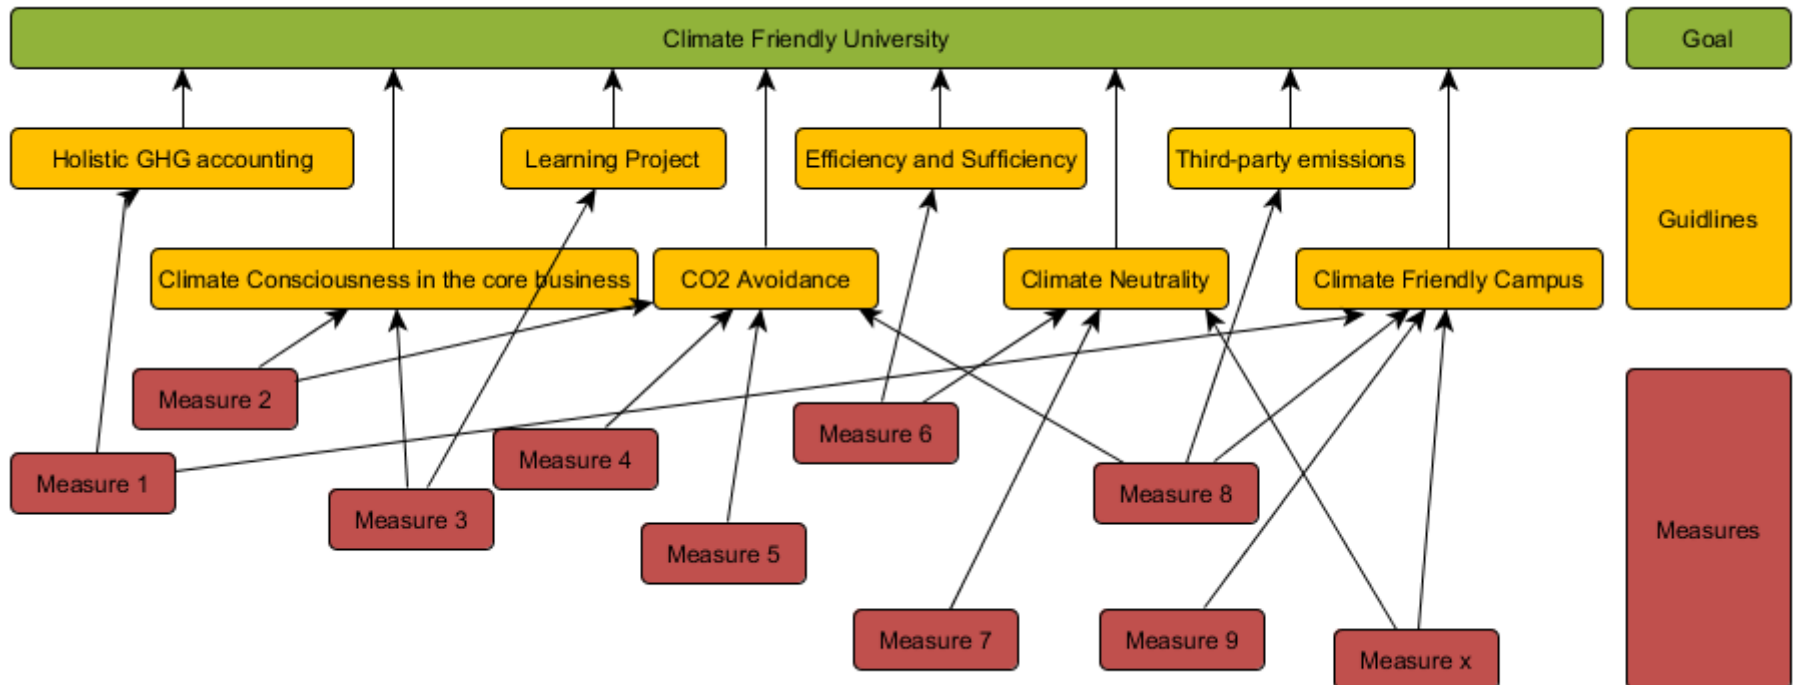 Climate Friendly University
Goal
Holistic GHG accounting
Learning Project
Efficiency and Sufficiency
Third-party emissions
Guidlines
Climate Consciousness in the core business
CO2 Avoidance
Climate Neutrality
Climate Friendly Campus
Measure 2
Measure 6
Measure 4
Measure 1
Measure 8
Measure 3
Measures
Measure 5
Measure 7
Measure 9
Measure x